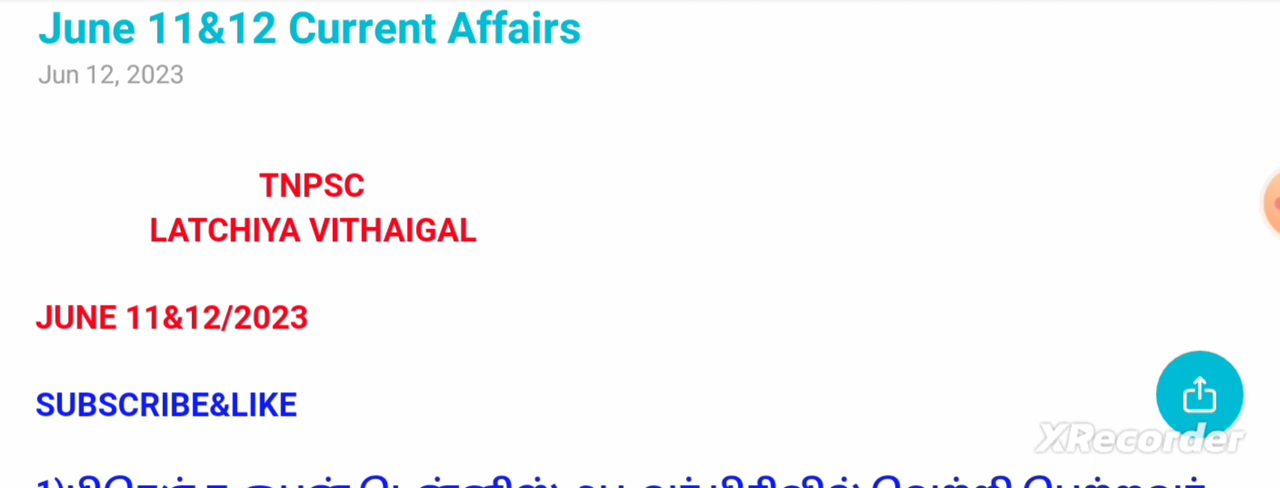 June 11&12 Current Affairs
Jun 12, 2023
TNPSC
LATCHIYA VITHAIGAL
JUNE 11&12/2023
SUBSCRIBE&LIKE
XRecorder